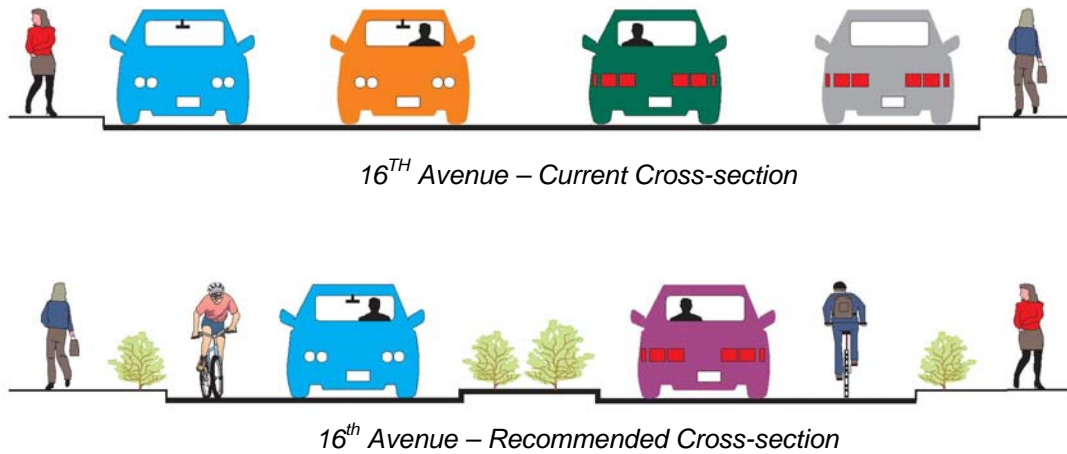 16TH Avenue – Current Cross-section
16th Avenue – Recommended Cross-section